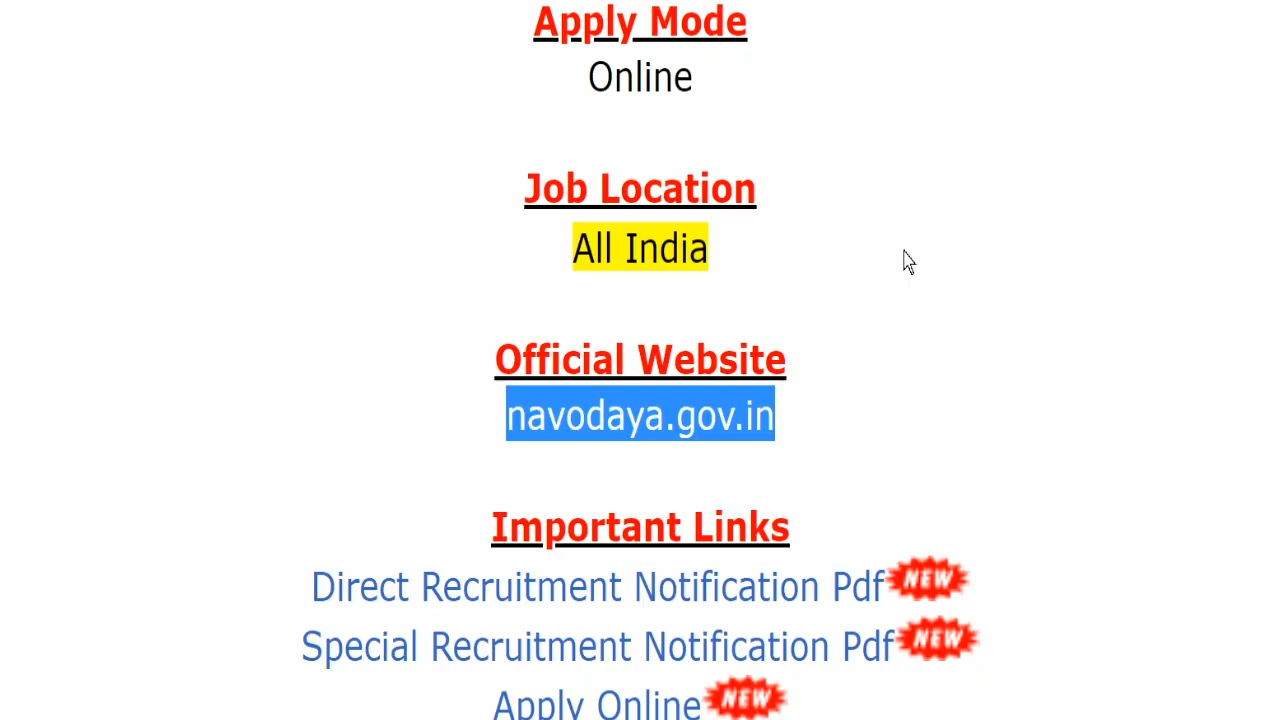 Apply Mode
Online
Job Location
All India
Official Website
navodaya.gov.in
Important Links
Direct Recruitment Notification Pdf NEW
Special Recruitment Notification Pdf NEW
Apply Online NEW